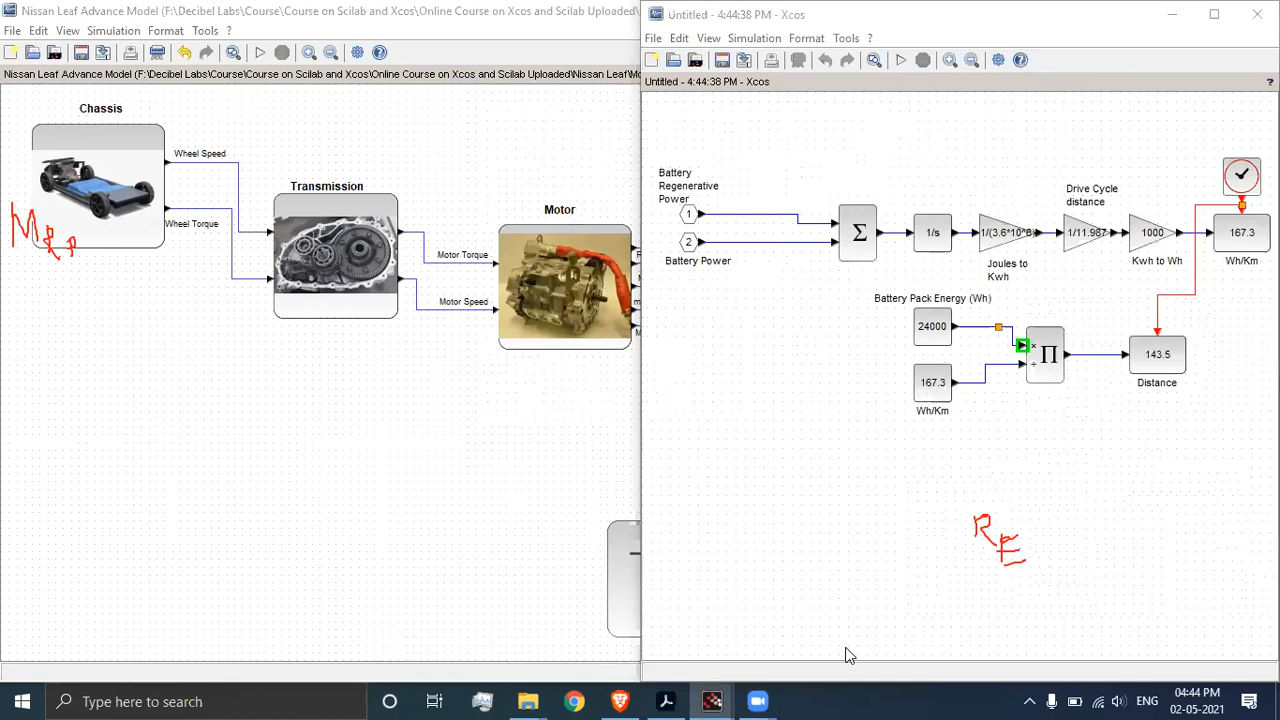 Nissan Leaf Advance Model (F:\Decibel Labs\Course\Course on Scilab and Xcos\Online Course on Xcos and Scilab Uploaded\
File Edit View Simulation Format Tools ?
Nissan Leaf Advance Model (F:\Decibel Labs\Course\Course on Scilab and Xcos\Online Course on Xcos and Scilab Uploaded\Nissan Leaf\Mo
Chassis
Wheel Speed
Wheel Torque
Transmission
Motor Torque
Motor Speed
Motor
Untitled - 4:44:38 PM - Xcos
File Edit View Simulation Format Tools ?
Untitled - 4:44:38 PM - Xcos
?
Battery
Regenerative
Power
1
2
Battery Power
Σ
1/s
1/(3.6*10^6)
Joules to
Kwh
Drive Cycle
distance
1/11.987
1000
Kwh to Wh
167.3
Wh/Km
Battery Pack Energy (Wh)
24000
167.3
Wh/Km
×
÷
Π
143.5
Distance
Type here to search
ENG
04:44 PM
02-05-2021